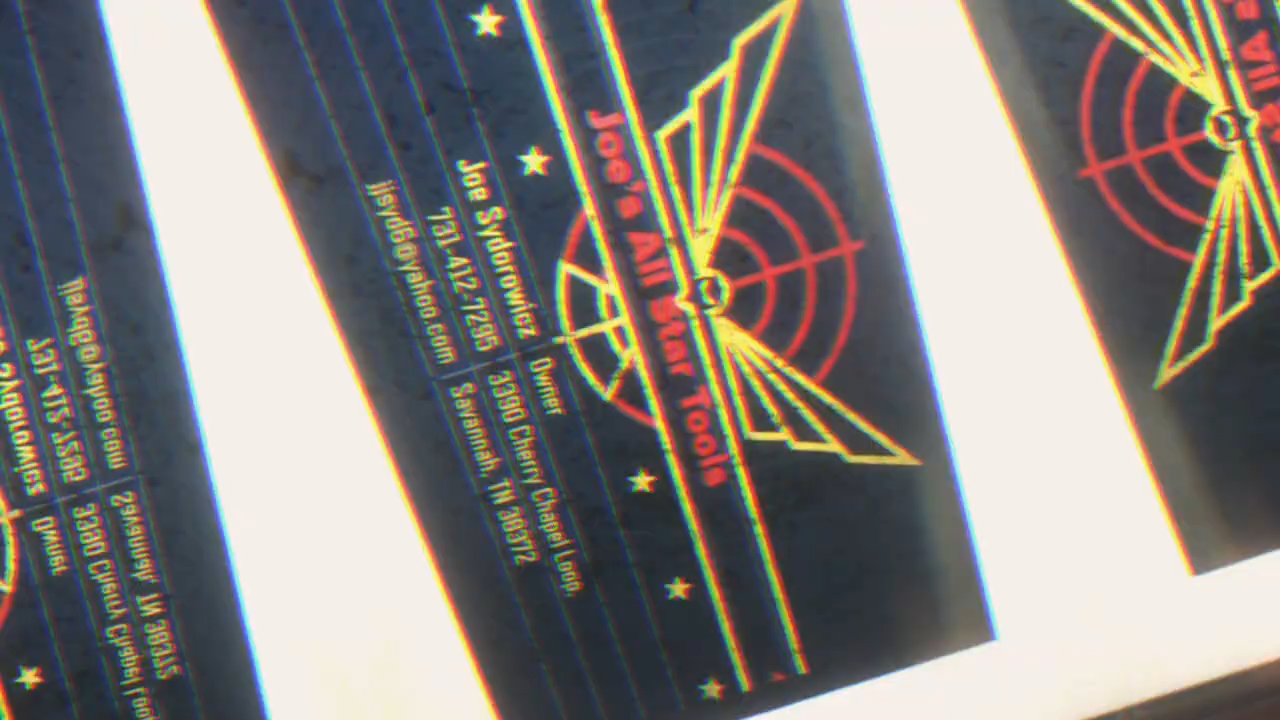 Joe's All Star Tools
Joe Sydorowicz Owner
731-412-7295 3390 Cherry Chapel Loop,
jjsyd6@yahoo.com Savannah, TN 38372